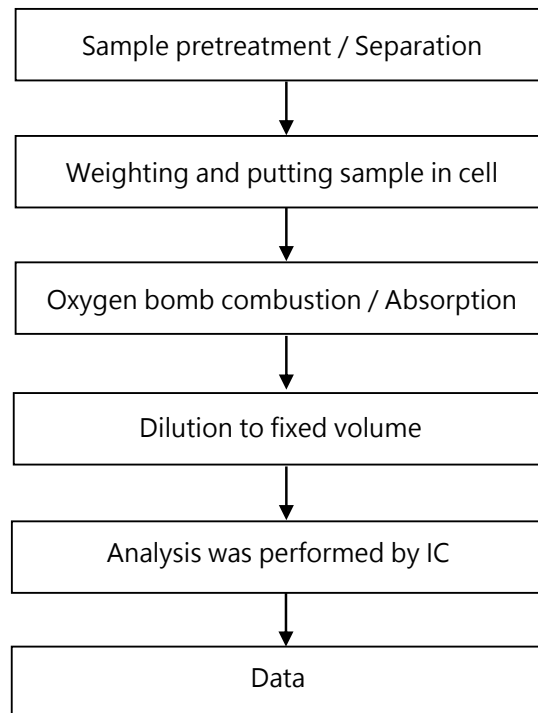 Sample pretreatment / Separation
Weighting and putting sample in cell
Oxygen bomb combustion / Absorption
Dilution to fixed volume
Analysis was performed by IC
Data